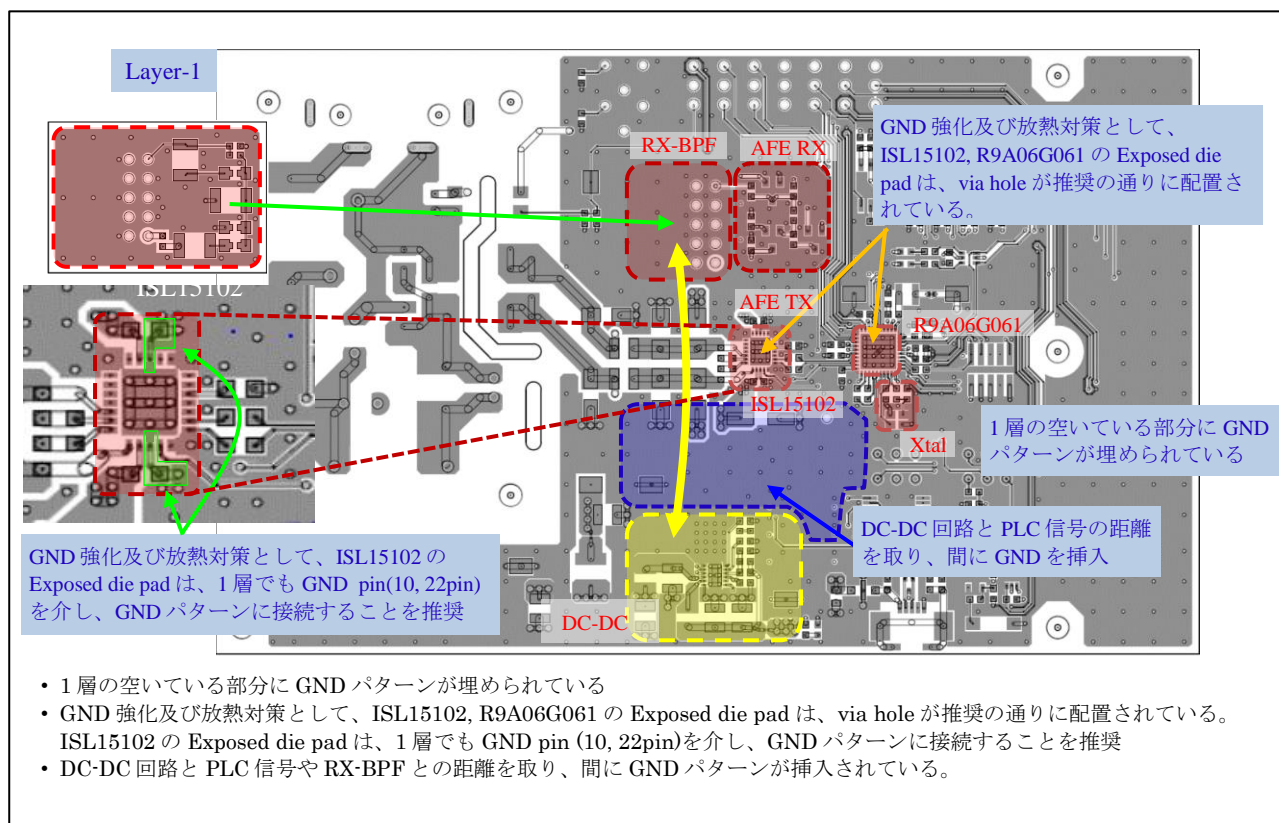 Layer-1
RX-BPF
AFE RX
GND 強化及び放熱対策として、
ISL15102, R9A06G061 の Exposed die
pad は、via hole が推奨の通りに配置さ
れている。
ISL15102
AFE TX
R9A06G061
ISL15102
Xtal
1層の空いている部分に GND
パターンが埋められている
DC-DC 回路と PLC 信号の距離
を取り、間に GND を挿入
GND 強化及び放熱対策として、ISL15102 の
Exposed die pad は、1層でも GND pin(10, 22pin)
を介し、GND パターンに接続することを推奨
DC-DC
• 1層の空いている部分に GND パターンが埋められている
• GND 強化及び放熱対策として、ISL15102, R9A06G061 の Exposed die pad は、via hole が推奨の通りに配置されている。
ISL15102 の Exposed die pad は、1層でも GND pin (10, 22pin)を介し、GND パターンに接続することを推奨
• DC-DC 回路と PLC 信号や RX-BPF との距離を取り、間に GND パターンが挿入されている。